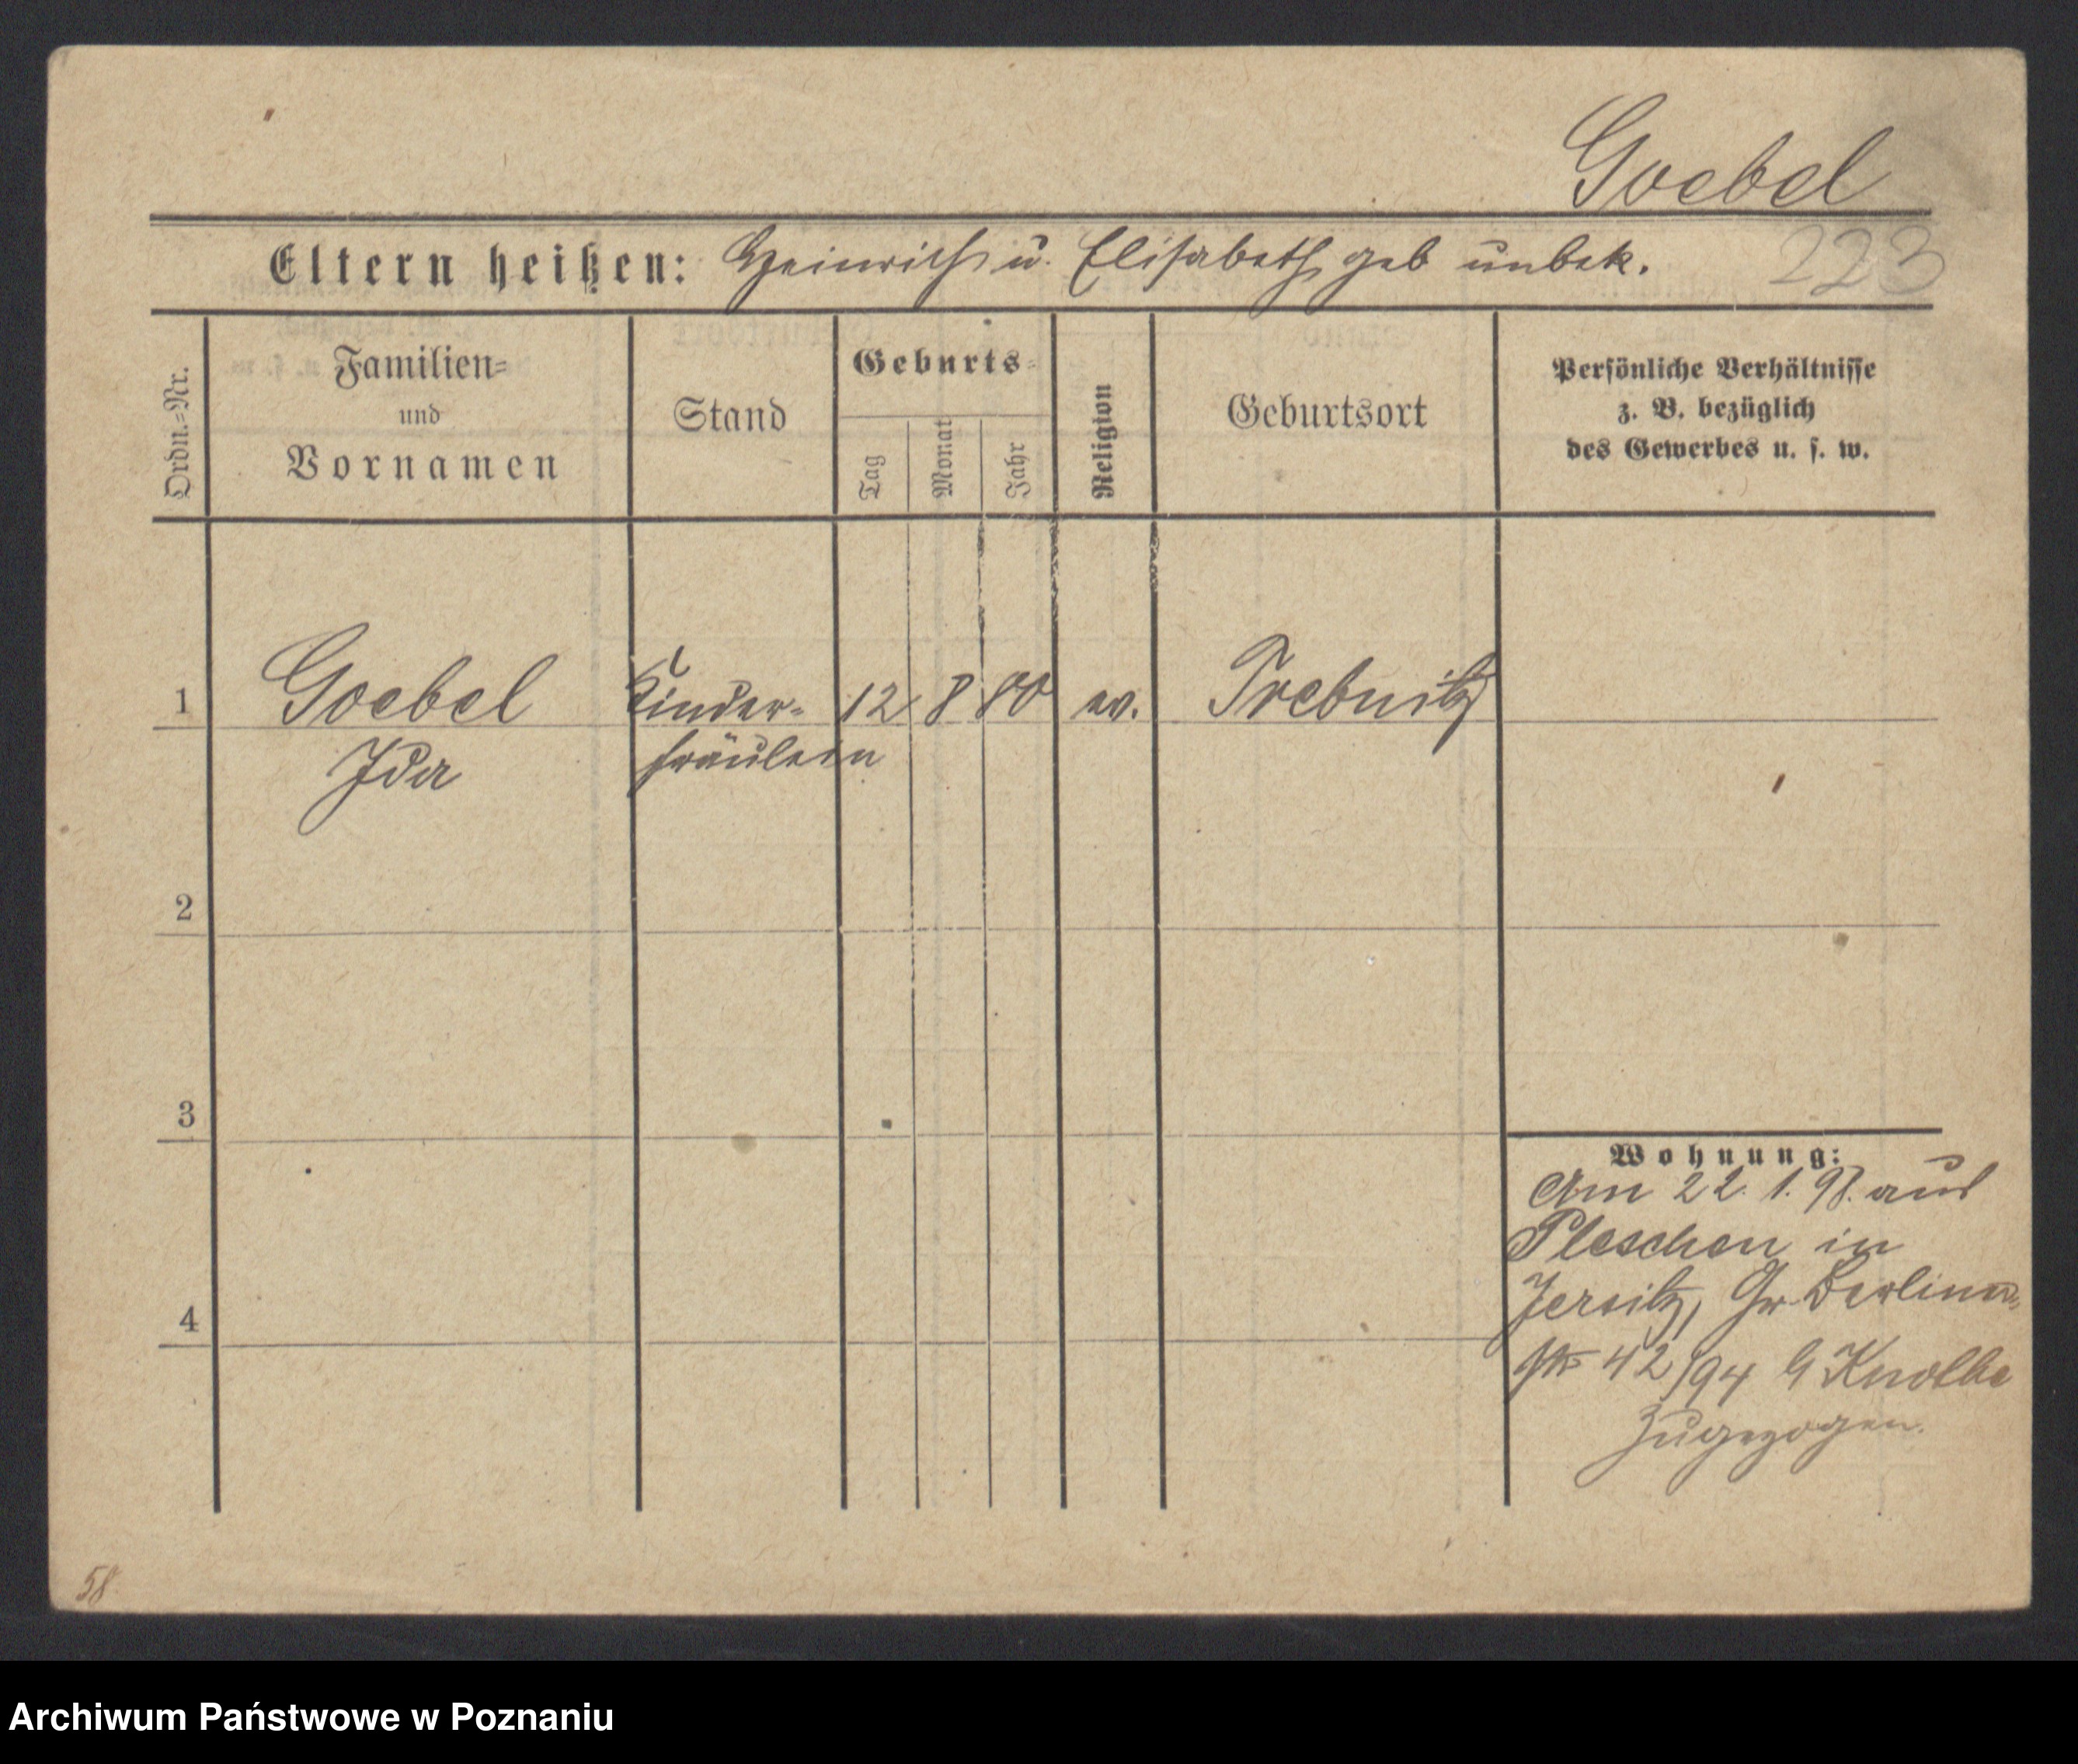 Goebel
Eltern heißen: Heinrich u. Elisabeth geb unbek.
223
Ordn.=Nr.
Familien=
und
Vornamen
Stand
Geburts=
Tag
Monat
Jahr
Religion
Geburtsort
Persönliche Verhältnisse
z. B. bezüglich
des Gewerbes u. s. w.
1 Goebel Kinder- 12 8 80 ev. Trebnitz
Ida fräulein
2
3
Wohnung:
Am 22. 1. 98. aus
Pleschen in
Jersitz, Gr. Berliner-
4
str 42/94 Knolbe
Zugezogen.
58
Archiwum Państwowe w Poznaniu